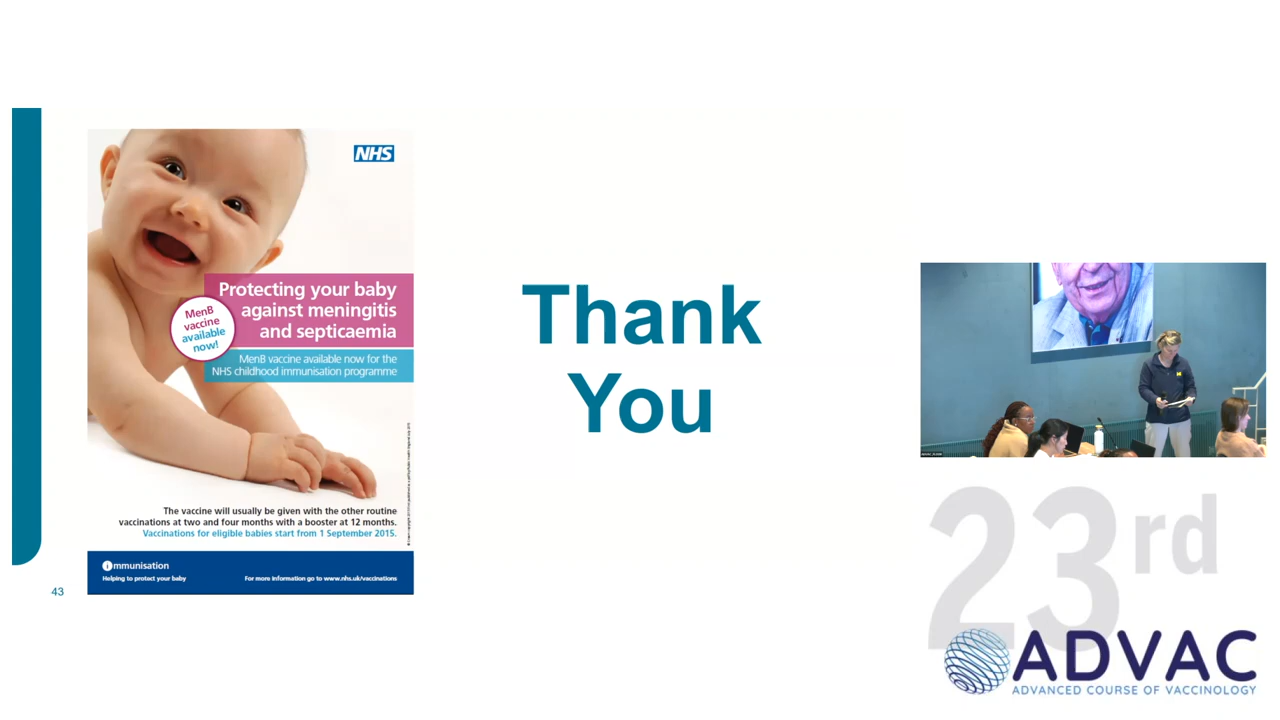 NHS
Protecting your baby
against meningitis
and septicaemia
MenB
vaccine
available
now!
MenB vaccine available now for the
NHS childhood immunisation programme
The vaccine will usually be given with the other routine
vaccinations at two and four months with a booster at 12 months.
Vaccinations for eligible babies start from 1 September 2015.
immunisation
Helping to protect your baby
For more information go to www.nhs.uk/vaccinations
43
Thank
You
23rd
ADVAC
ADVANCED COURSE OF VACCINOLOGY